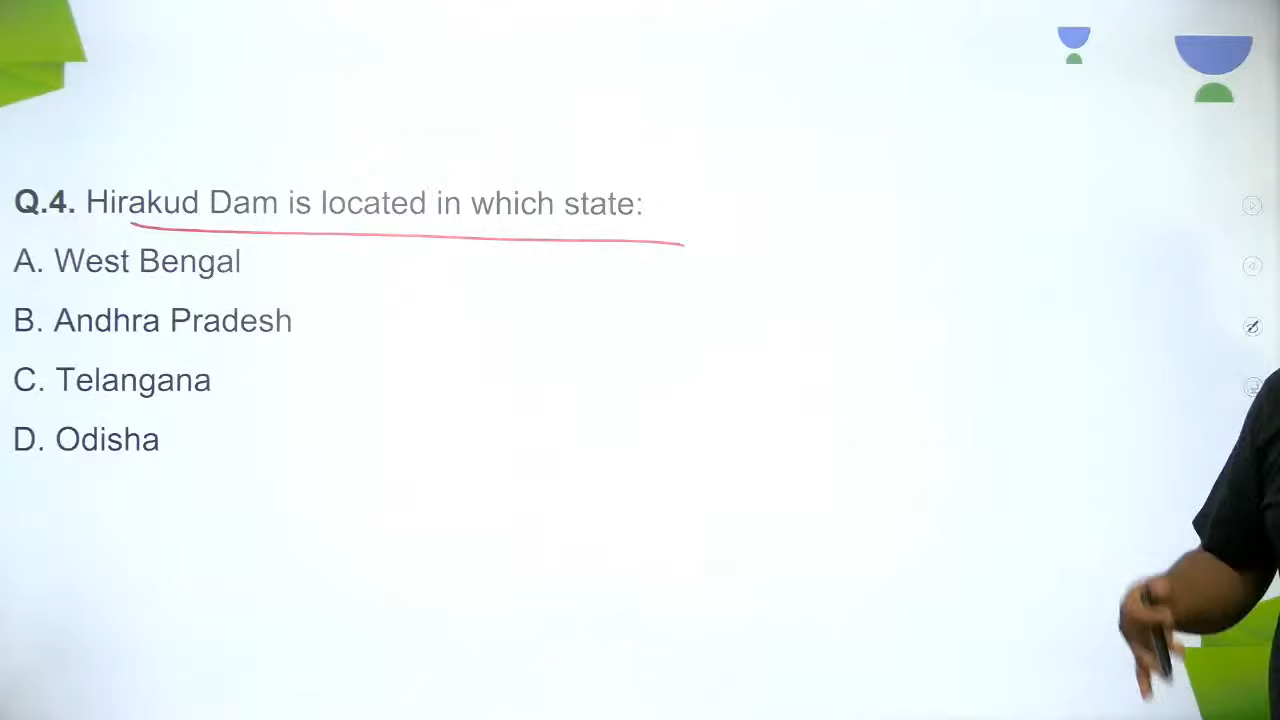 Q.4. Hirakud Dam is located in which state:
A. West Bengal
B. Andhra Pradesh
C. Telangana
D. Odisha